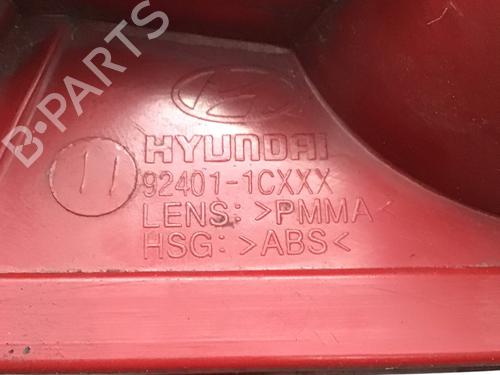 B·PARTS
HYUNDAI
11
92401-1CXXX
LENS: >PMMA<
HSG: >ABS<